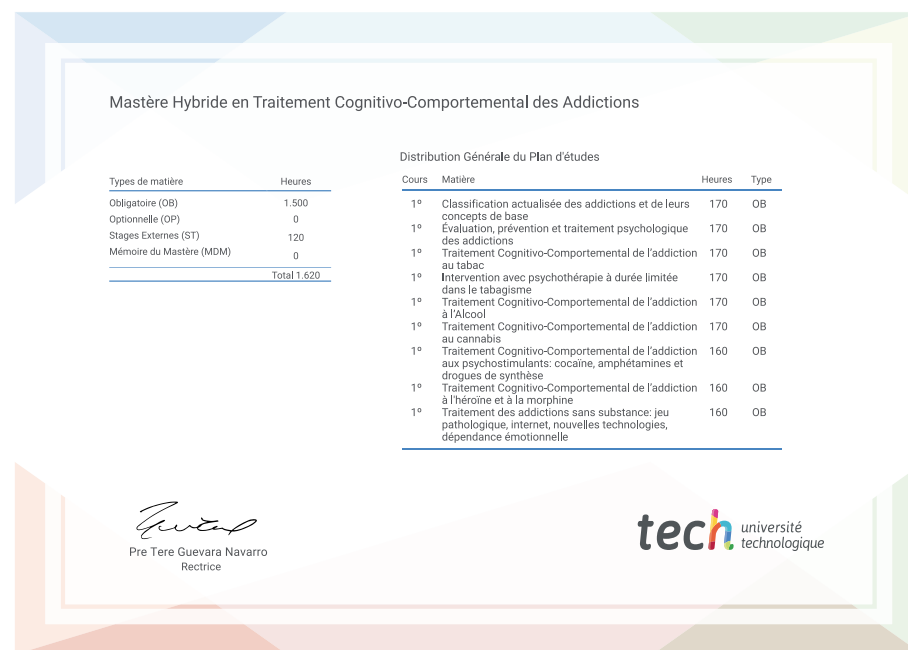 Mastère Hybride en Traitement Cognitivo-Comportemental des Addictions
Types de matière Heures
Obligatoire (OB) 1.500
Optionnelle (OP) 0
Stages Externes (ST) 120
Mémoire du Mastère (MDM) 0
Total 1.620
Distribution Générale du Plan d'études
Cours Matière Heures Type
1º Classification actualisée des addictions et de leurs 170 OB
concepts de base
1º Évaluation, prévention et traitement psychologique 170 OB
des addictions
1º Traitement Cognitivo-Comportemental de l'addiction 170 OB
au tabac
1º Intervention avec psychothérapie à durée limitée 170 OB
dans le tabagisme
1º Traitement Cognitivo-Comportemental de l'addiction 170 OB
à l'Alcool
1º Traitement Cognitivo-Comportemental de l'addiction 170 OB
au cannabis
1º Traitement Cognitivo-Comportemental de l'addiction 160 OB
aux psychostimulants: cocaïne, amphétamines et
drogues de synthèse
1º Traitement Cognitivo-Comportemental de l'addiction 160 OB
à l'héroïne et à la morphine
1º Traitement des addictions sans substance: jeu 160 OB
pathologique, internet, nouvelles technologies,
dépendance émotionnelle
Pre Tere Guevara Navarro
Rectrice
tech université
technologique